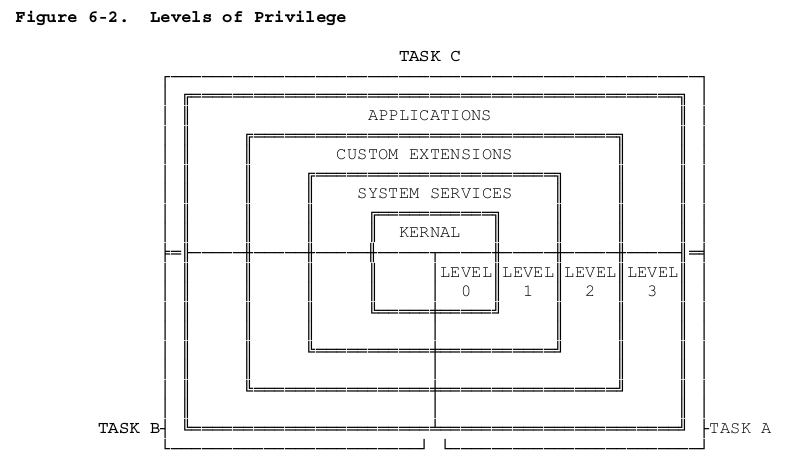 Figure 6-2. Levels of Privilege
TASK C
APPLICATIONS
CUSTOM EXTENSIONS
SYSTEM SERVICES
KERNAL
LEVEL LEVEL LEVEL LEVEL
0 1 2 3
TASK B TASK A